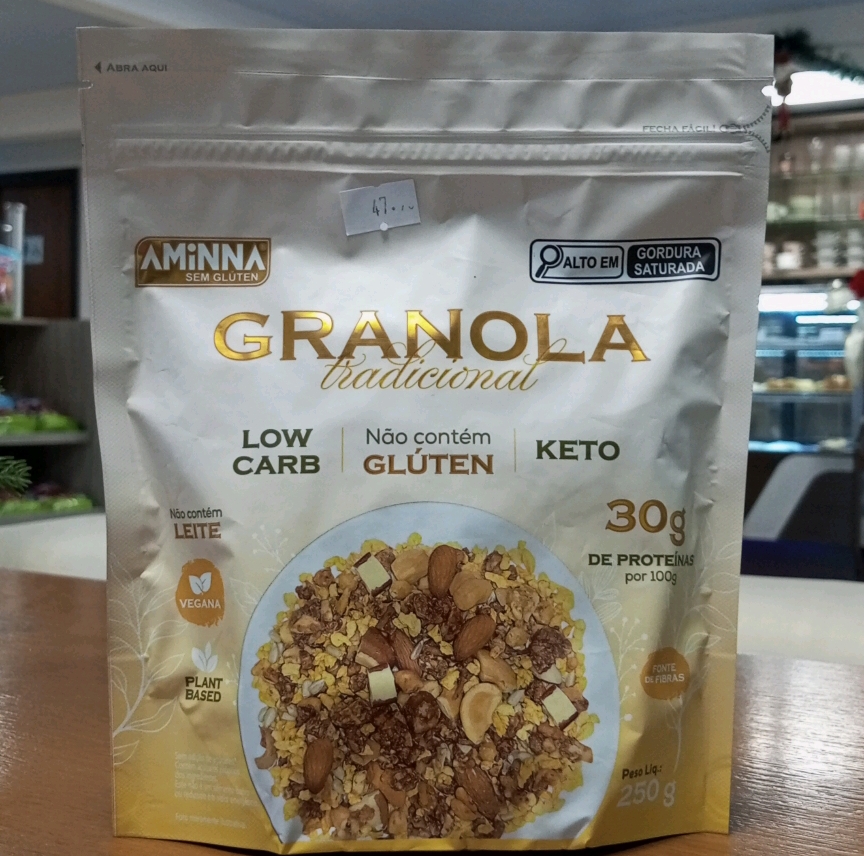 ABRA AQUI
FECHA FÁCIL!
47
AMINNA
SEM GLÚTEN
ALTO EM
GORDURA
SATURADA
GRANOLA
tradicional
LOW
CARB
Não contém
GLÚTEN
KETO
Não contém
LEITE
VEGANA
PLANT
BASED
30g
DE PROTEÍNAS
por 100g
FONTE
DE FIBRAS
Peso Líq.:
250 g